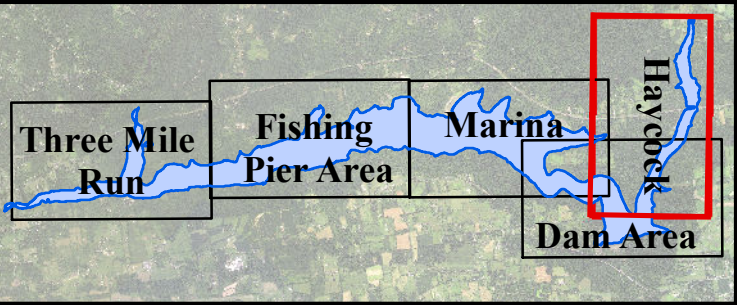 Three Mile
Run
Fishing
Pier Area
Marina
Haycock
Dam Area